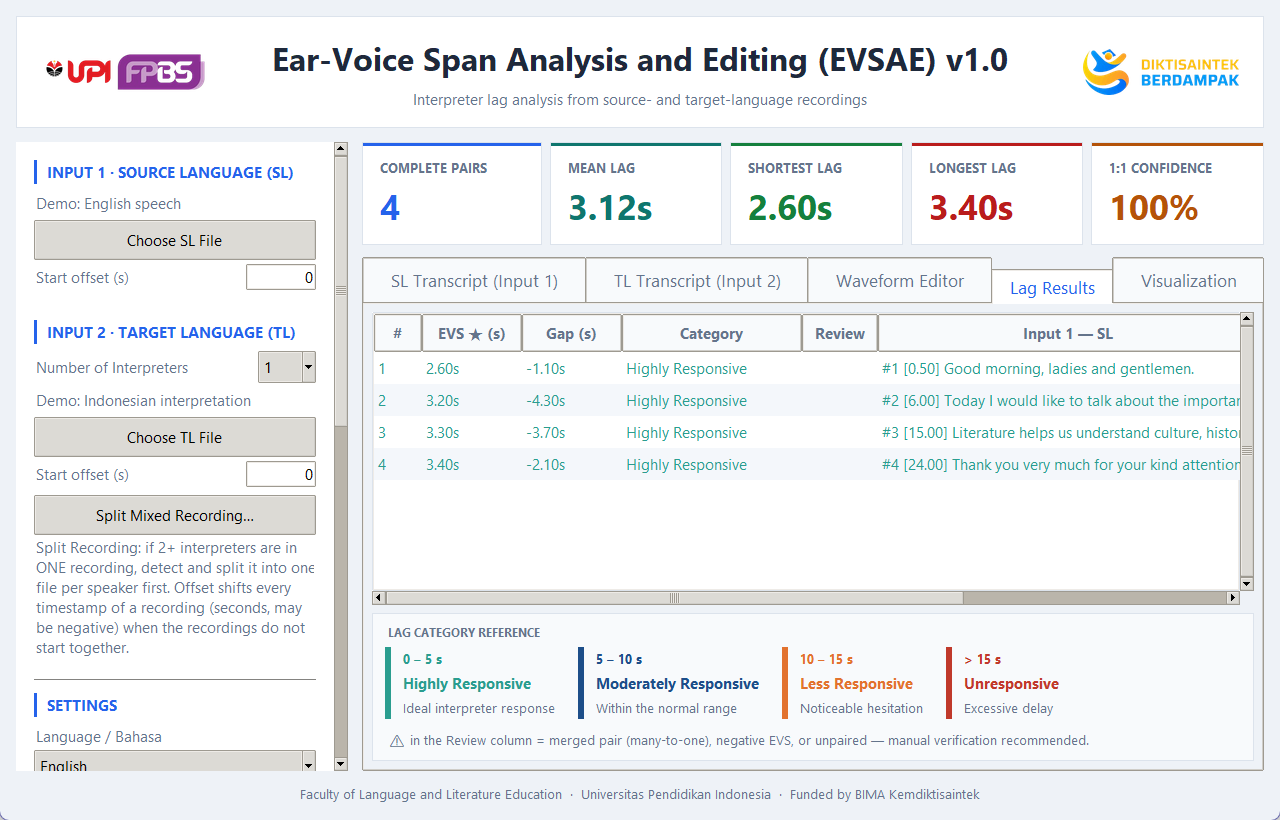 UPI FPBS
Ear-Voice Span Analysis and Editing (EVSAE) v1.0
Interpreter lag analysis from source- and target-language recordings
DIKTISAINTEK
BERDAMPAK
INPUT 1 · SOURCE LANGUAGE (SL)
Demo: English speech
Choose SL File
Start offset (s) 0
INPUT 2 · TARGET LANGUAGE (TL)
Number of Interpreters 1
Demo: Indonesian interpretation
Choose TL File
Start offset (s) 0
Split Mixed Recording...
Split Recording: if 2+ interpreters are in
ONE recording, detect and split it into one
file per speaker first. Offset shifts every
timestamp of a recording (seconds, may
be negative) when the recordings do not
start together.
SETTINGS
Language / Bahasa
English
COMPLETE PAIRS
4
MEAN LAG
3.12s
SHORTEST LAG
2.60s
LONGEST LAG
3.40s
1:1 CONFIDENCE
100%
SL Transcript (Input 1) TL Transcript (Input 2) Waveform Editor Lag Results Visualization
# EVS ★ (s) Gap (s) Category Review Input 1 — SL
1 2.60s -1.10s Highly Responsive #1 [0.50] Good morning, ladies and gentlemen.
2 3.20s -4.30s Highly Responsive #2 [6.00] Today I would like to talk about the importan
3 3.30s -3.70s Highly Responsive #3 [15.00] Literature helps us understand culture, histo
4 3.40s -2.10s Highly Responsive #4 [24.00] Thank you very much for your kind attention
LAG CATEGORY REFERENCE
0 – 5 s
Highly Responsive
Ideal interpreter response
5 – 10 s
Moderately Responsive
Within the normal range
10 – 15 s
Less Responsive
Noticeable hesitation
> 15 s
Unresponsive
Excessive delay
⚠ in the Review column = merged pair (many-to-one), negative EVS, or unpaired — manual verification recommended.
Faculty of Language and Literature Education · Universitas Pendidikan Indonesia · Funded by BIMA Kemdiktisaintek